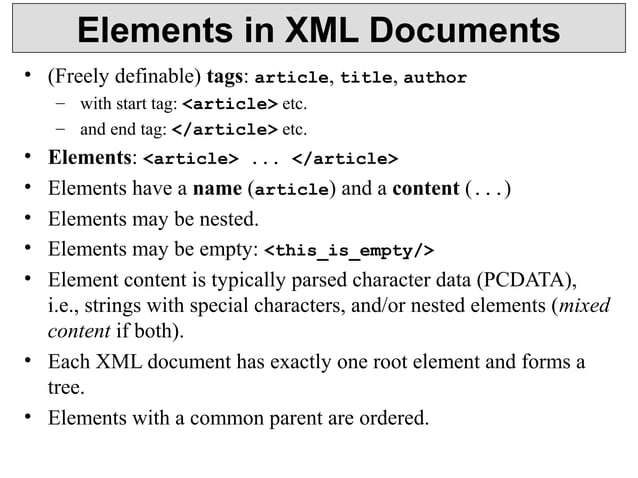 Elements in XML Documents
• (Freely definable) tags: article, title, author
– with start tag: <article> etc.
– and end tag: </article> etc.
• Elements: <article> ... </article>
• Elements have a name (article) and a content (...)
• Elements may be nested.
• Elements may be empty: <this_is_empty/>
• Element content is typically parsed character data (PCDATA),
i.e., strings with special characters, and/or nested elements (mixed
content if both).
• Each XML document has exactly one root element and forms a
tree.
• Elements with a common parent are ordered.